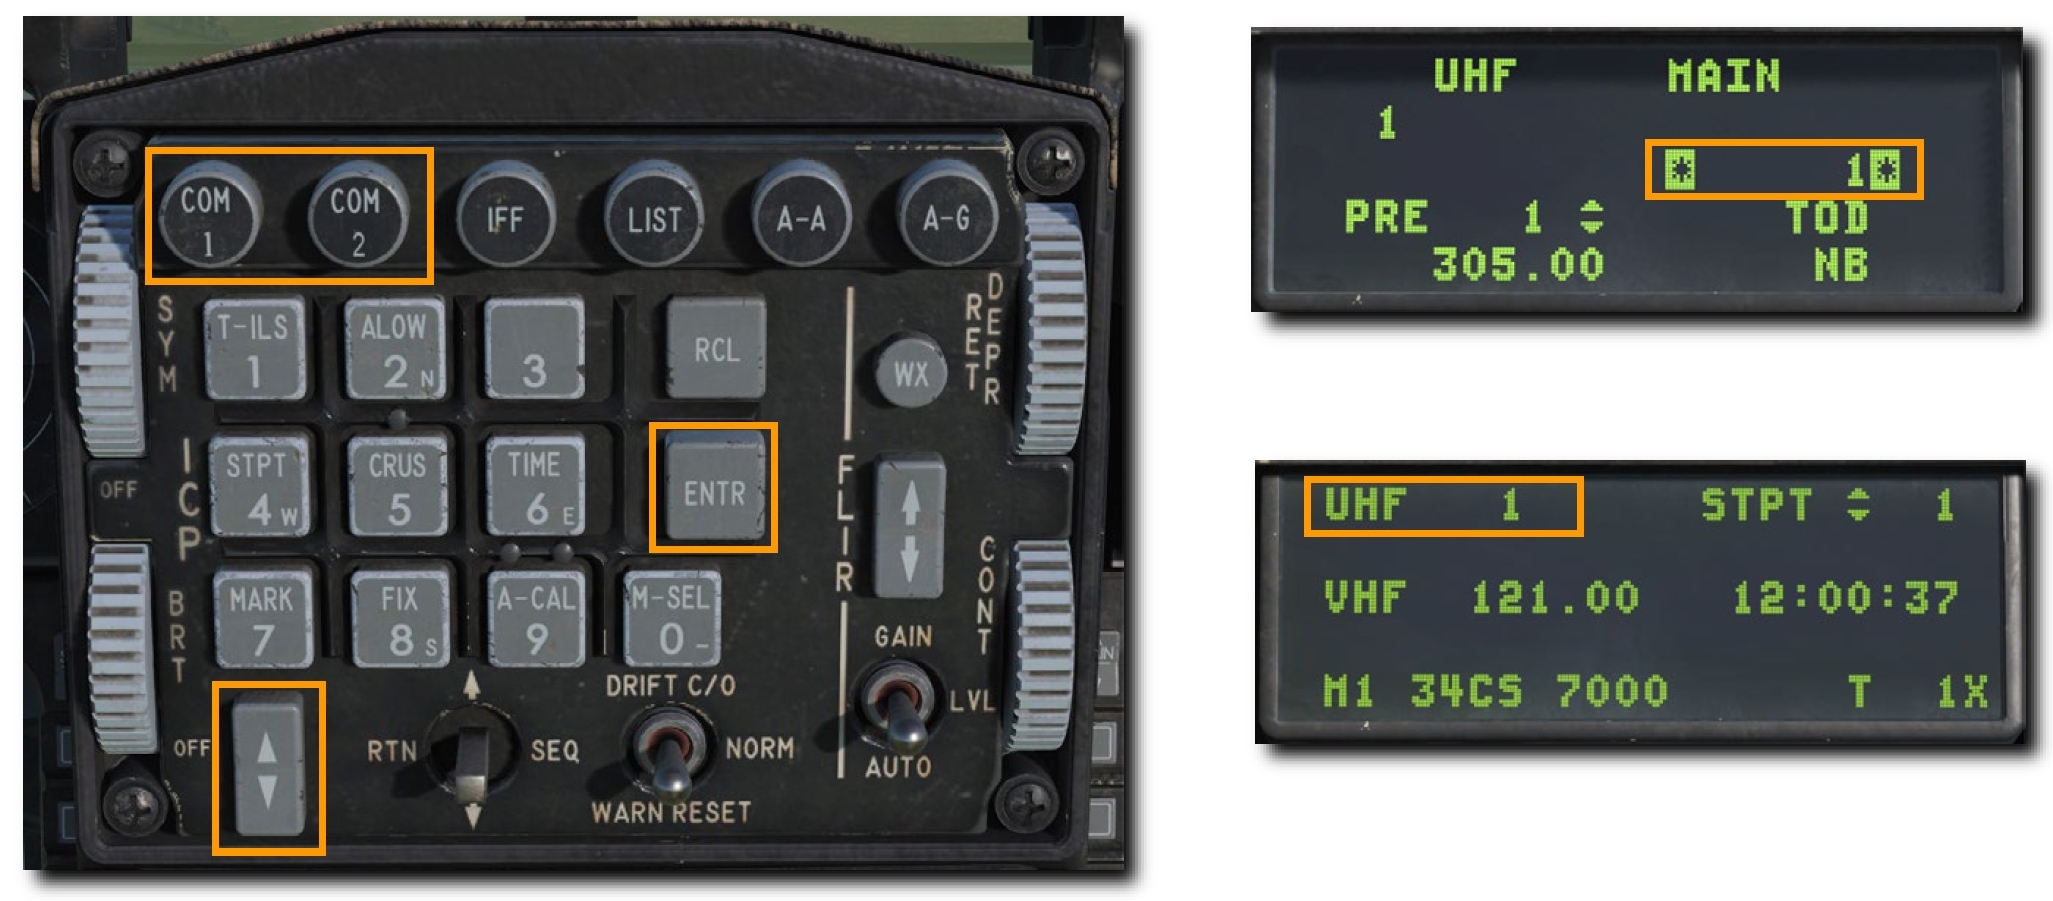 COM 1
COM 2
IFF
LIST
A-A
A-G
SYM
T-ILS 1
ALOW 2 N
3
RCL
WX
RET
DEPR
ICP
OFF
STPT 4 W
CRUS 5
TIME 6 E
ENTR
FLIR
CONT
BRT
MARK 7
FIX 8 S
A-CAL 9
M-SEL 0 -
GAIN
LVL
AUTO
OFF
RTN
SEQ
DRIFT C/O
NORM
WARN RESET
UHF MAIN
1
1
PRE 1 TOD
305.00 NB
UHF 1 STPT 1
VHF 121.00 12:00:37
M1 34CS 7000 T 1X